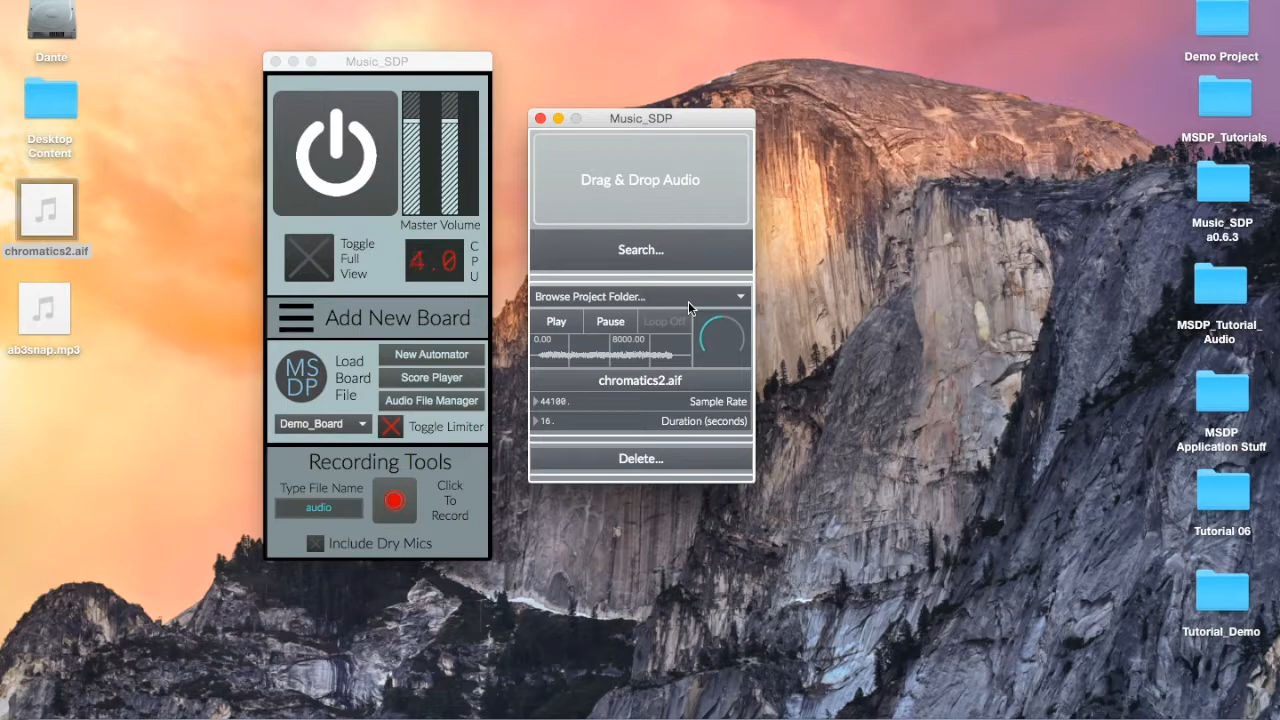 Dante
Desktop
Content
chromatics2.aif
ab3snap.mp3
Music_SDP
Master Volume
Toggle
Full
View
4.0
C
P
U
Add New Board
MS
DP
Load
Board
File
New Automator
Score Player
Audio File Manager
Demo_Board
Toggle Limiter
Recording Tools
Type File Name
audio
Click
To
Record
Include Dry Mics
Music_SDP
Drag & Drop Audio
Search...
Browse Project Folder...
Play
Pause
Loop Off
0.00
8000.00
chromatics2.aif
44100.
Sample Rate
16.
Duration (seconds)
Delete...
Demo Project
MSDP_Tutorials
Music_SDP
a0.6.3
MSDP_Tutorial_
Audio
MSDP
Application Stuff
Tutorial 06
Tutorial_Demo